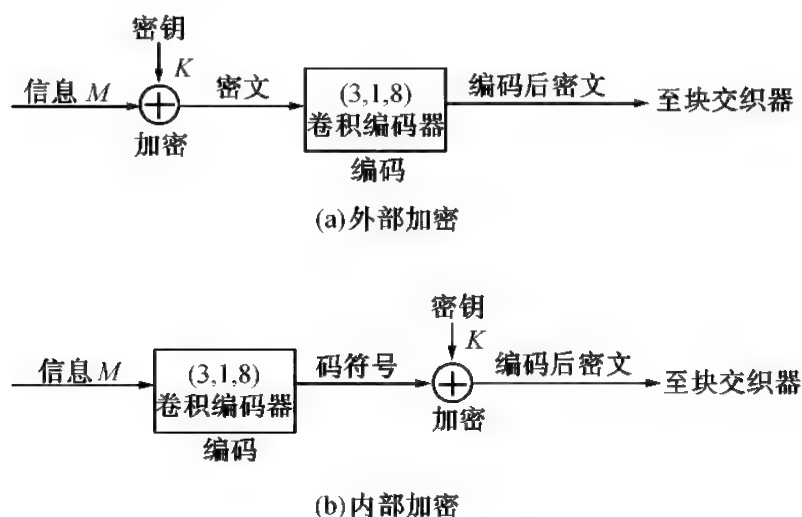 密钥
K
信息 M
密文
(3,1,8)
卷积编码器
编码后密文
至块交织器
加密
编码
(a)外部加密
密钥
K
信息 M
(3,1,8)
卷积编码器
码符号
编码后密文
至块交织器
加密
编码
(b)内部加密